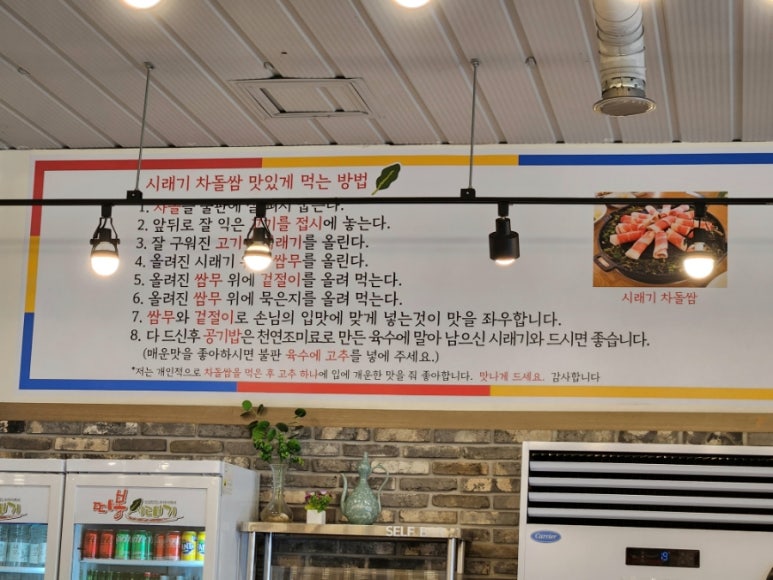 시래기 차돌쌈 맛있게 먹는 방법
1.
2. 앞뒤로 잘 익은 고기를 접시에 놓는다.
3. 잘 구워진 고기에 시래기를 올린다.
4. 올려진 시래기 쌈무를 올린다.
5. 올려진 쌈무 위에 겉절이를 올려 먹는다.
6. 올려진 쌈무 위에 묵은지를 올려 먹는다.
7. 쌈무와 겉절이로 손님의 입맛에 맞게 넣는것이 맛을 좌우합니다.
8. 다 드신후 공기밥은 천연조미료로 만든 육수에 말아 남으신 시래기와 드시면 좋습니다.
(매운맛을 좋아하시면 불판 육수에 고추를 넣에 주세요.)
*저는 개인적으로 차돌쌈을 먹은 후 고추 하나에 입에 개운한 맛을 줘 좋아합니다. 맛나게 드세요. 감사합니다
시래기 차돌쌈
시래기
SELF
Carrier